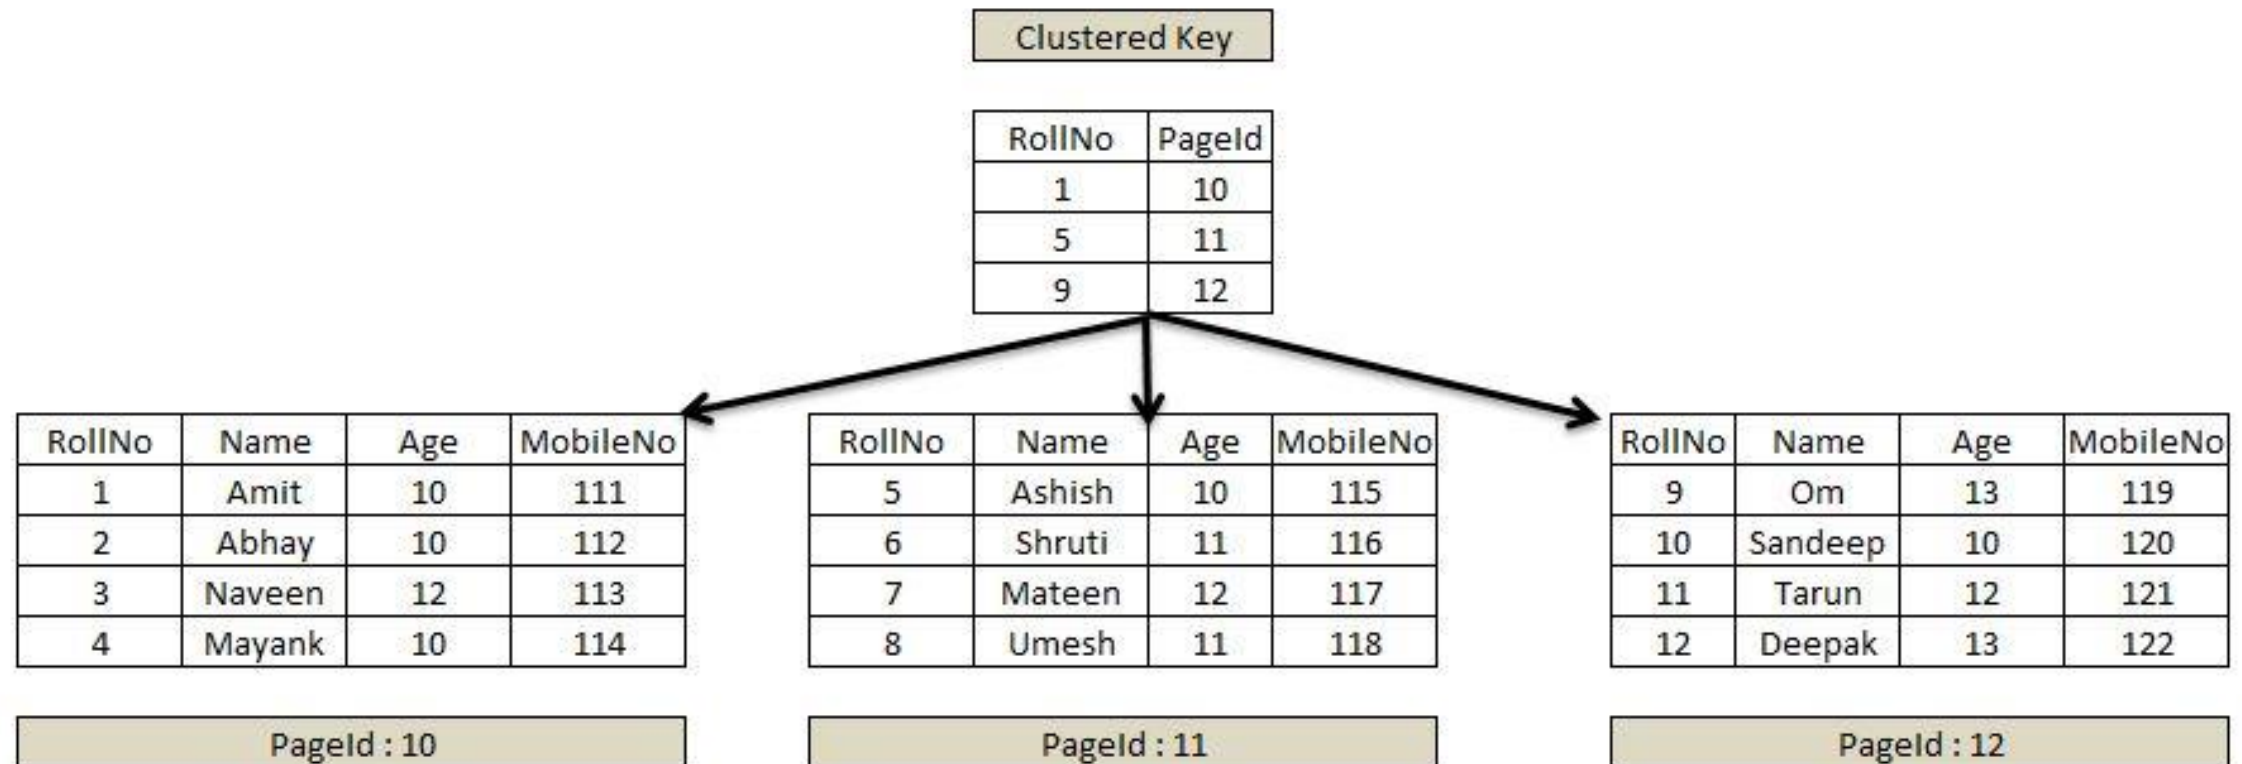 Clustered Key
RollNo PageId
1 10
5 11
9 12
RollNo Name Age MobileNo
1 Amit 10 111
2 Abhay 10 112
3 Naveen 12 113
4 Mayank 10 114
PageId : 10
RollNo Name Age MobileNo
5 Ashish 10 115
6 Shruti 11 116
7 Mateen 12 117
8 Umesh 11 118
PageId : 11
RollNo Name Age MobileNo
9 Om 13 119
10 Sandeep 10 120
11 Tarun 12 121
12 Deepak 13 122
PageId : 12